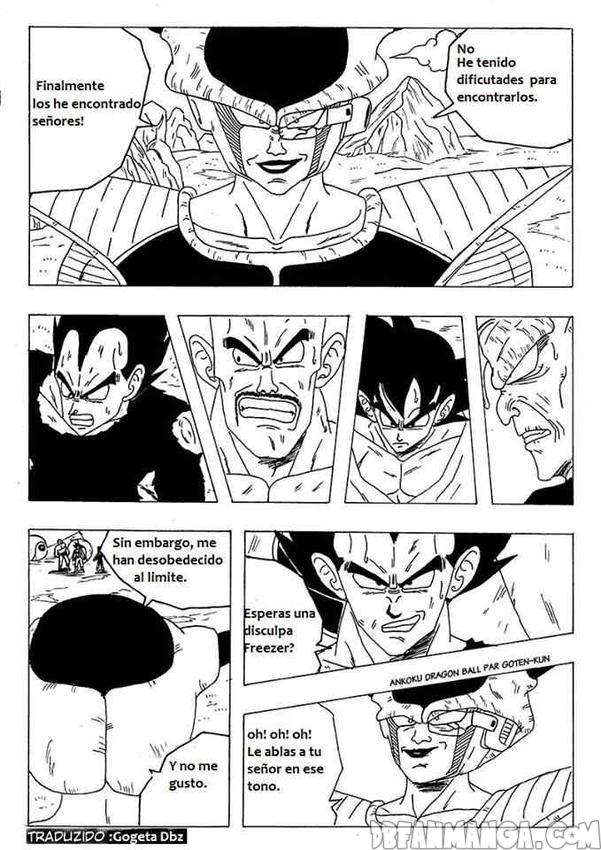 Finalmente
los he encontrado
señores!
No
He tenido
dificutades para
encontrarlos.
Sin embargo, me
han desobedecido
al limite.
Y no me
gusto.
Esperas una
disculpa
Freezer?
ANKOKU DRAGON BALL PAR GOTEN-KUN
oh! oh! oh!
Le ablas a tu
señor en ese
tono.
TRADUZIDO :Gogeta Dbz
DBFANMANGA.COM